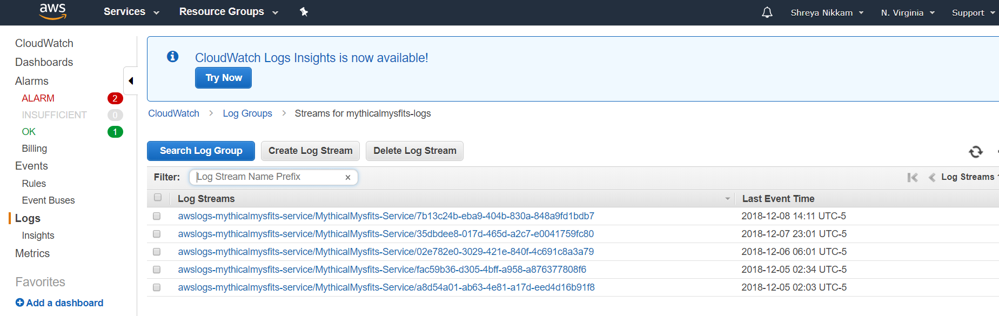 aws Services Resource Groups Shreya Nikkam N. Virginia Support
CloudWatch
Dashboards
Alarms
ALARM 2
INSUFFICIENT 0
OK 1
Billing
Events
Rules
Event Buses
Logs
Insights
Metrics
Favorites
Add a dashboard
CloudWatch Logs Insights is now available!
Try Now
CloudWatch > Log Groups > Streams for mythicalmysfits-logs
Search Log Group Create Log Stream Delete Log Stream
Filter: Log Stream Name Prefix × Log Streams
Log Streams Last Event Time
awslogs-mythicalmysfits-service/MythicalMysfits-Service/7b13c24b-eba9-404b-830a-848a9fd1bdb7 2018-12-08 14:11 UTC-5
awslogs-mythicalmysfits-service/MythicalMysfits-Service/35dbdee8-017d-465d-a2c7-e0041759fc80 2018-12-07 23:01 UTC-5
awslogs-mythicalmysfits-service/MythicalMysfits-Service/02e782e0-3029-421e-840f-4c691c8a3a79 2018-12-06 06:01 UTC-5
awslogs-mythicalmysfits-service/MythicalMysfits-Service/fac59b36-d305-4bff-a958-a876377808f6 2018-12-05 02:34 UTC-5
awslogs-mythicalmysfits-service/MythicalMysfits-Service/a8d54a01-ab63-4e81-a17d-eed4d16b91f8 2018-12-05 02:03 UTC-5